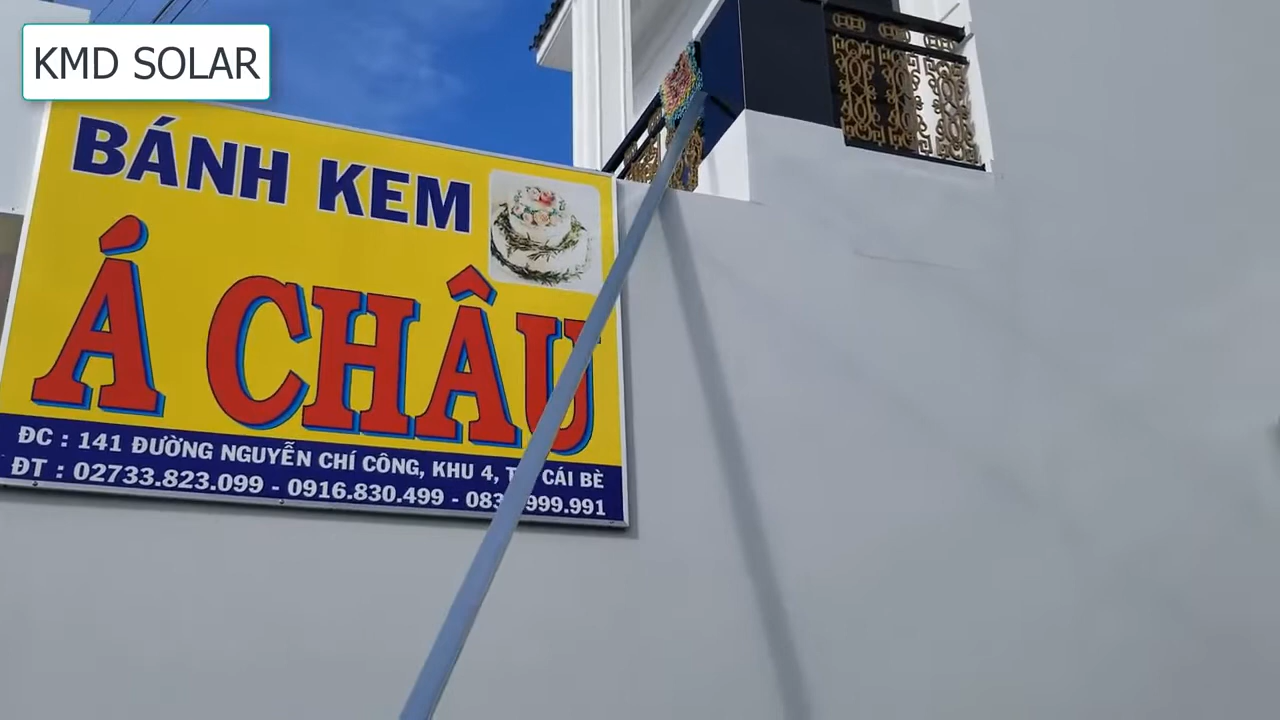 KMD SOLAR
BÁNH KEM
Á CHÂU
ĐC : 141 ĐƯỜNG NGUYỄN CHÍ CÔNG, KHU 4, CÁI BÈ
ĐT : 02733.823.099 - 0916.830.499 -